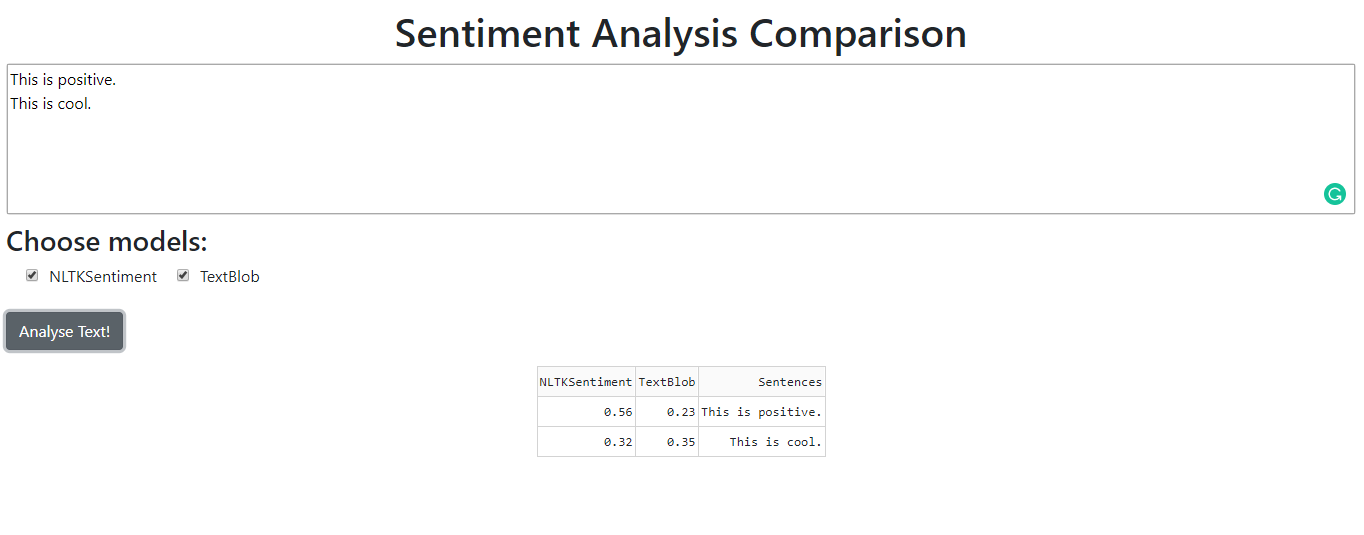 Sentiment Analysis Comparison
This is positive.
This is cool.
Choose models:
NLTKSentiment TextBlob
Analyse Text!
NLTKSentiment TextBlob Sentences
0.56 0.23 This is positive.
0.32 0.35 This is cool.